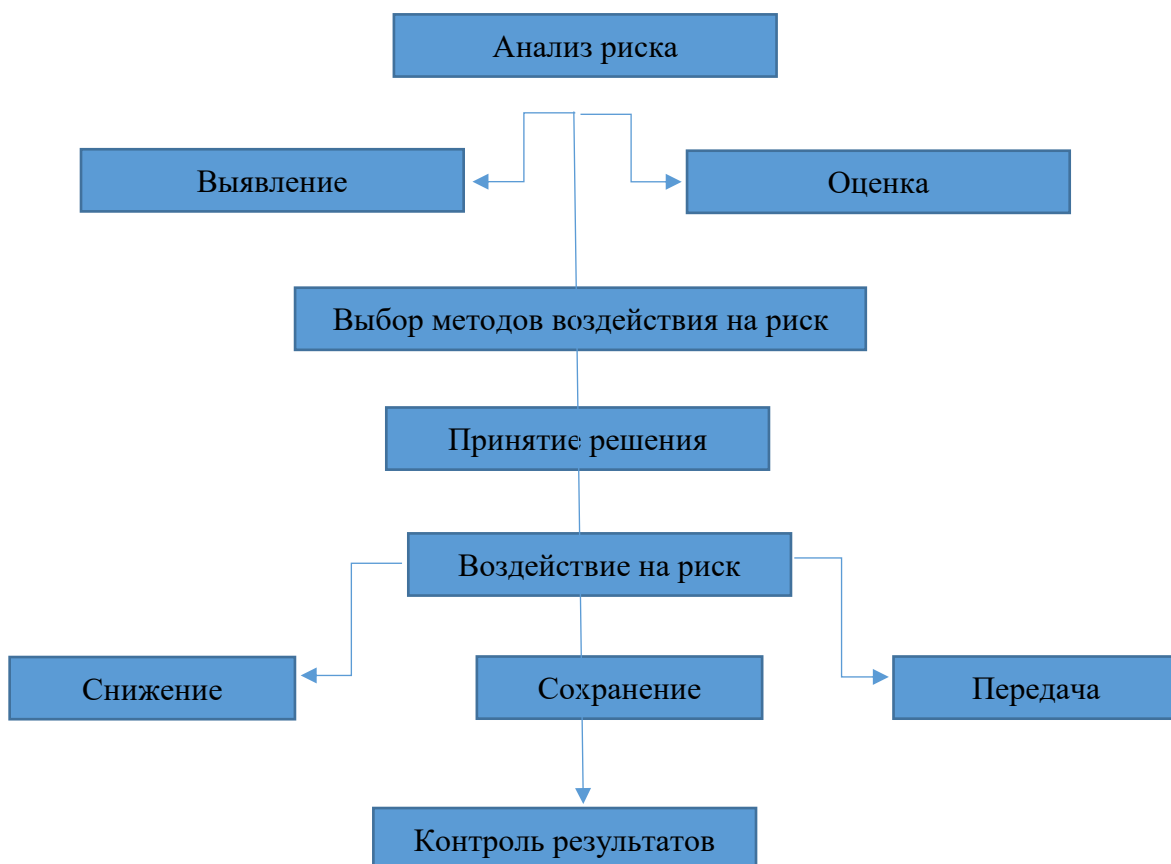 Анализ риска
Выявление
Оценка
Выбор методов воздействия на риск
Принятие решения
Воздействие на риск
Снижение
Сохранение
Передача
Контроль результатов